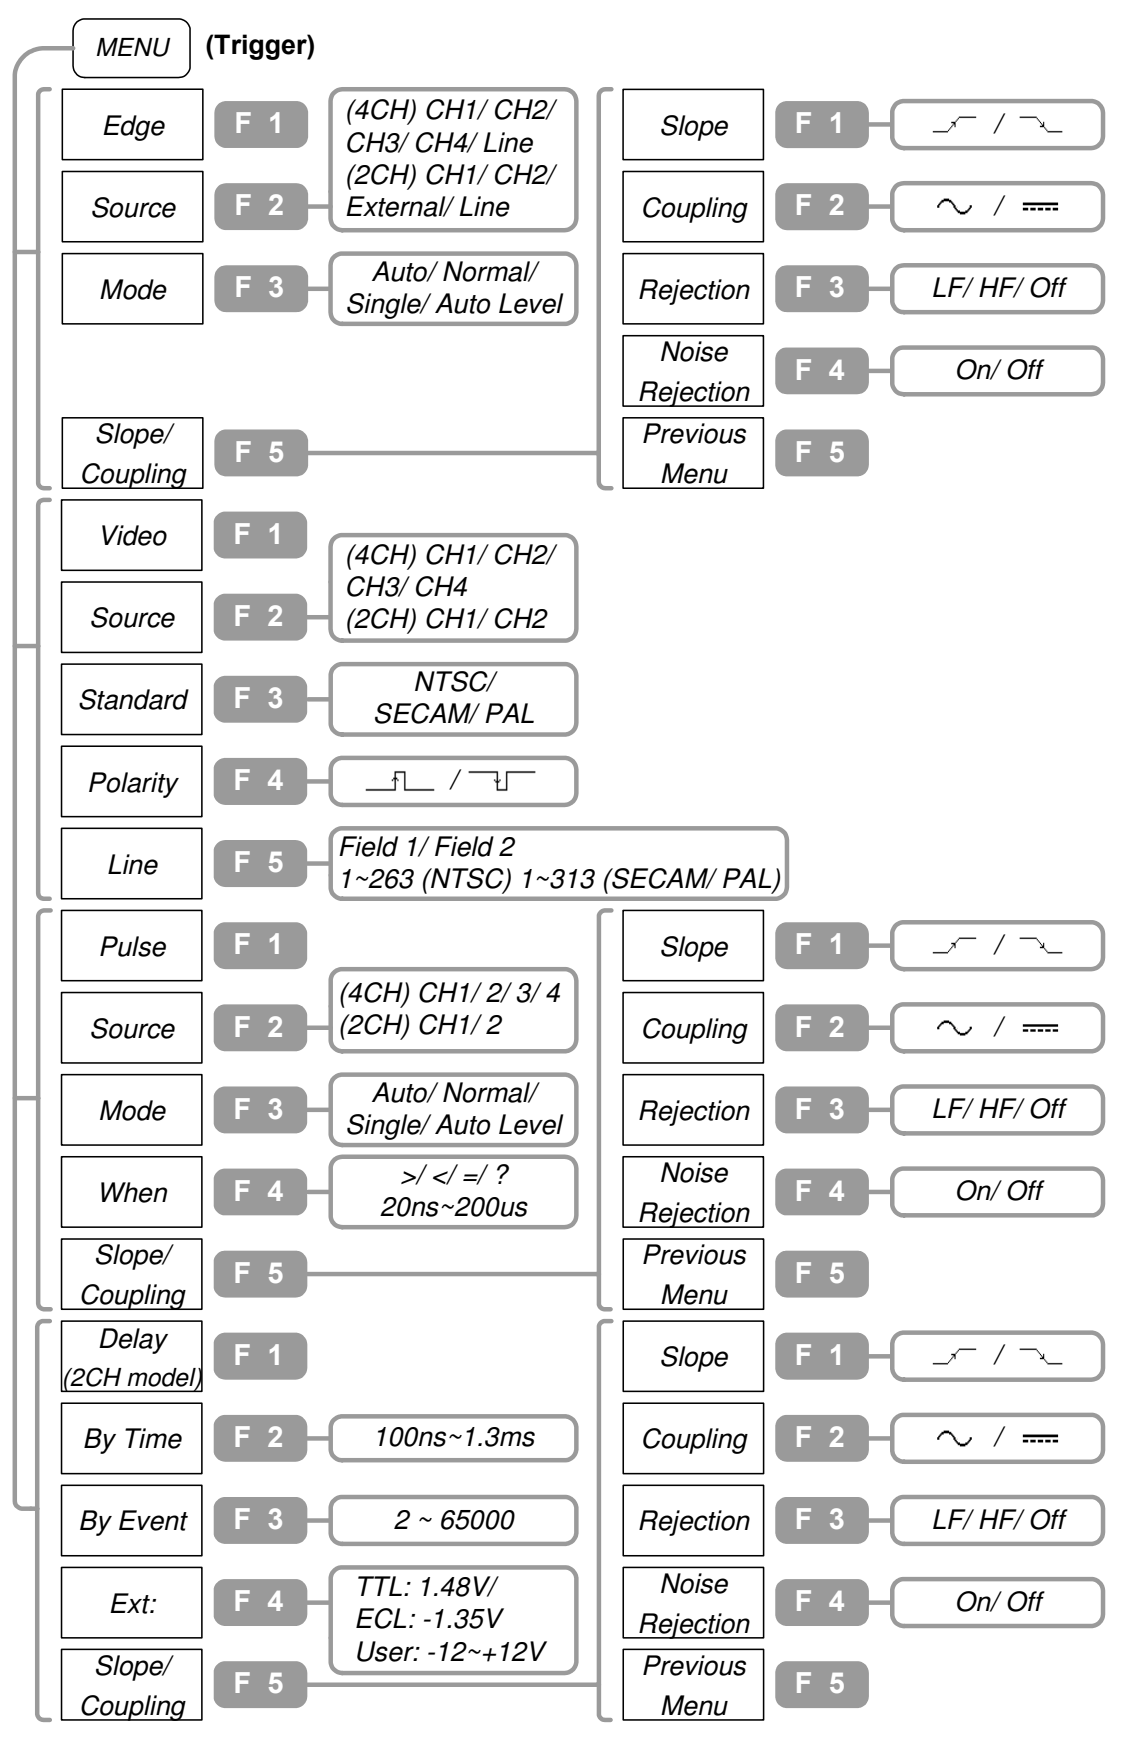 MENU (Trigger)
Edge F 1
(4CH) CH1/ CH2/
CH3/ CH4/ Line
(2CH) CH1/ CH2/
External/ Line
Source F 2
Mode F 3
Auto/ Normal/
Single/ Auto Level
Slope/
Coupling
F 5
Slope F 1 /
Coupling F 2 /
Rejection F 3 LF/ HF/ Off
Noise
Rejection
F 4 On/ Off
Previous
Menu
F 5
Video F 1
Source F 2
(4CH) CH1/ CH2/
CH3/ CH4
(2CH) CH1/ CH2
Standard F 3
NTSC/
SECAM/ PAL
Polarity F 4 /
Line F 5
Field 1/ Field 2
1~263 (NTSC) 1~313 (SECAM/ PAL)
Pulse F 1
Source F 2
(4CH) CH1/ 2/ 3/ 4
(2CH) CH1/ 2
Mode F 3
Auto/ Normal/
Single/ Auto Level
When F 4
>/ </ =/ ?
20ns~200us
Slope/
Coupling
F 5
Slope F 1 /
Coupling F 2 /
Rejection F 3 LF/ HF/ Off
Noise
Rejection
F 4 On/ Off
Previous
Menu
F 5
Delay
(2CH model)
F 1
By Time F 2 100ns~1.3ms
By Event F 3 2 ~ 65000
Ext: F 4
TTL: 1.48V/
ECL: -1.35V
User: -12~+12V
Slope/
Coupling
F 5
Slope F 1 /
Coupling F 2 /
Rejection F 3 LF/ HF/ Off
Noise
Rejection
F 4 On/ Off
Previous
Menu
F 5